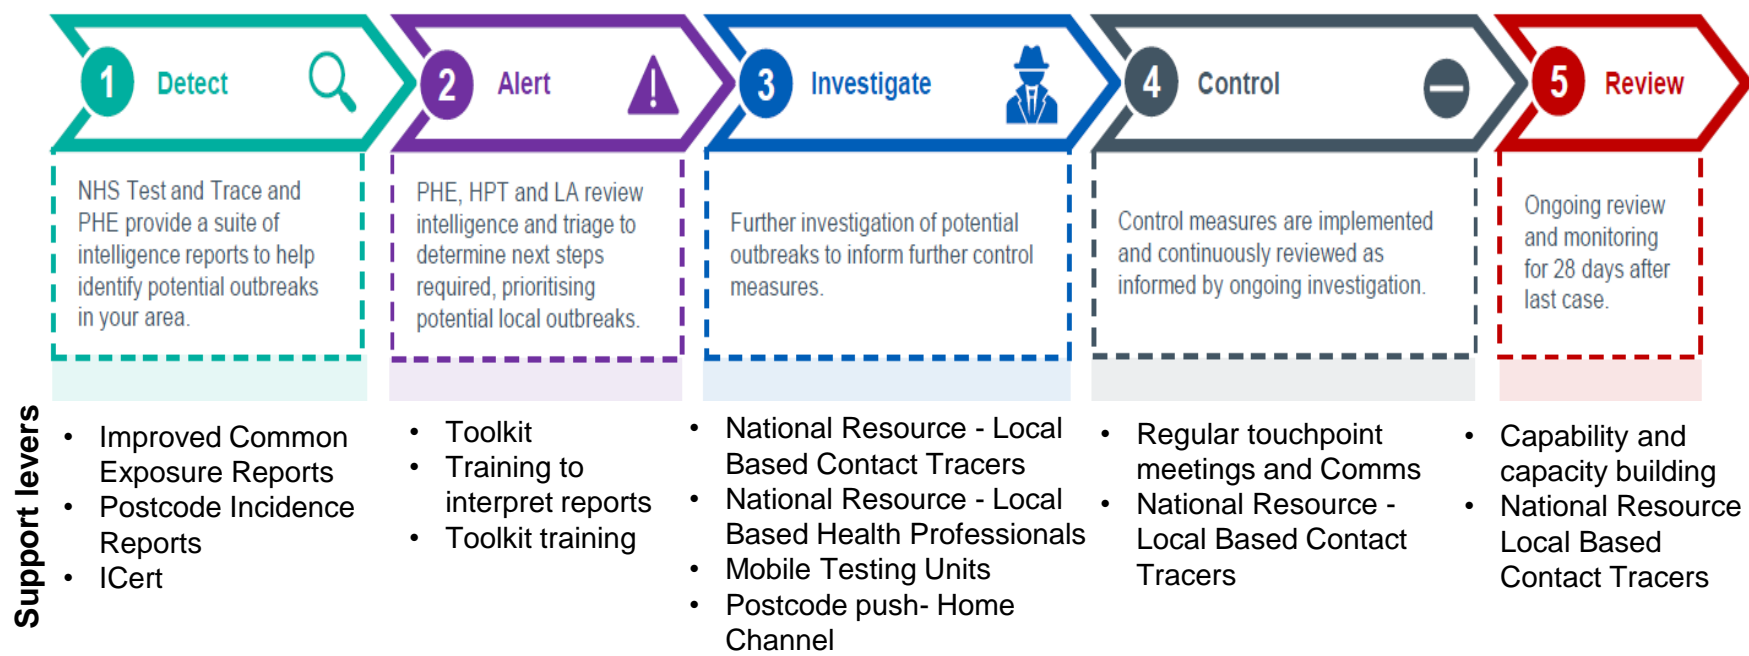 1 Detect
NHS Test and Trace and
PHE provide a suite of
intelligence reports to help
identify potential outbreaks
in your area.
2 Alert
PHE, HPT and LA review
intelligence and triage to
determine next steps
required, prioritising
potential local outbreaks.
3 Investigate
Further investigation of potential
outbreaks to inform further control
measures.
4 Control
Control measures are implemented
and continuously reviewed as
informed by ongoing investigation.
5 Review
Ongoing review
and monitoring
for 28 days after
last case.
Support levers
• Improved Common
Exposure Reports
• Postcode Incidence
Reports
• ICert
• Toolkit
• Training to
interpret reports
• Toolkit training
• National Resource - Local
Based Contact Tracers
• National Resource - Local
Based Health Professionals
• Mobile Testing Units
• Postcode push- Home
Channel
• Regular touchpoint
meetings and Comms
• National Resource -
Local Based Contact
Tracers
• Capability and
capacity building
• National Resource
Local Based
Contact Tracers